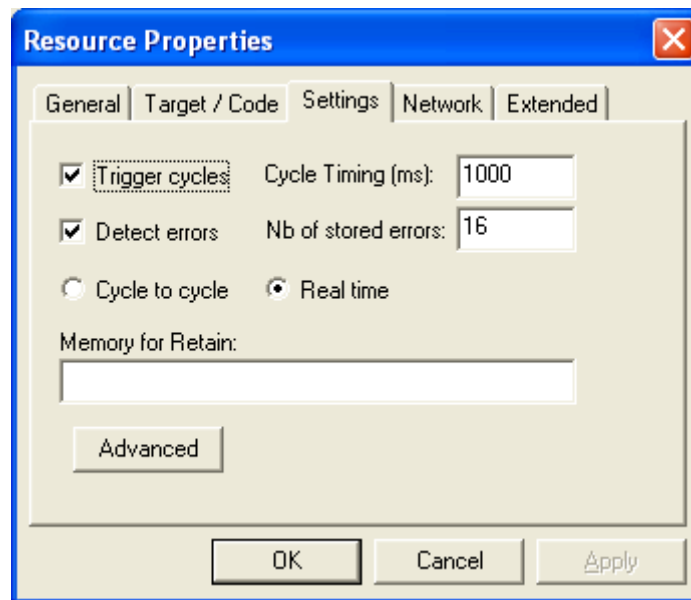 Resource Properties
General Target / Code Settings Network Extended
Trigger cycles Cycle Timing (ms): 1000
Detect errors Nb of stored errors: 16
Cycle to cycle Real time
Memory for Retain:
Advanced
OK Cancel Apply